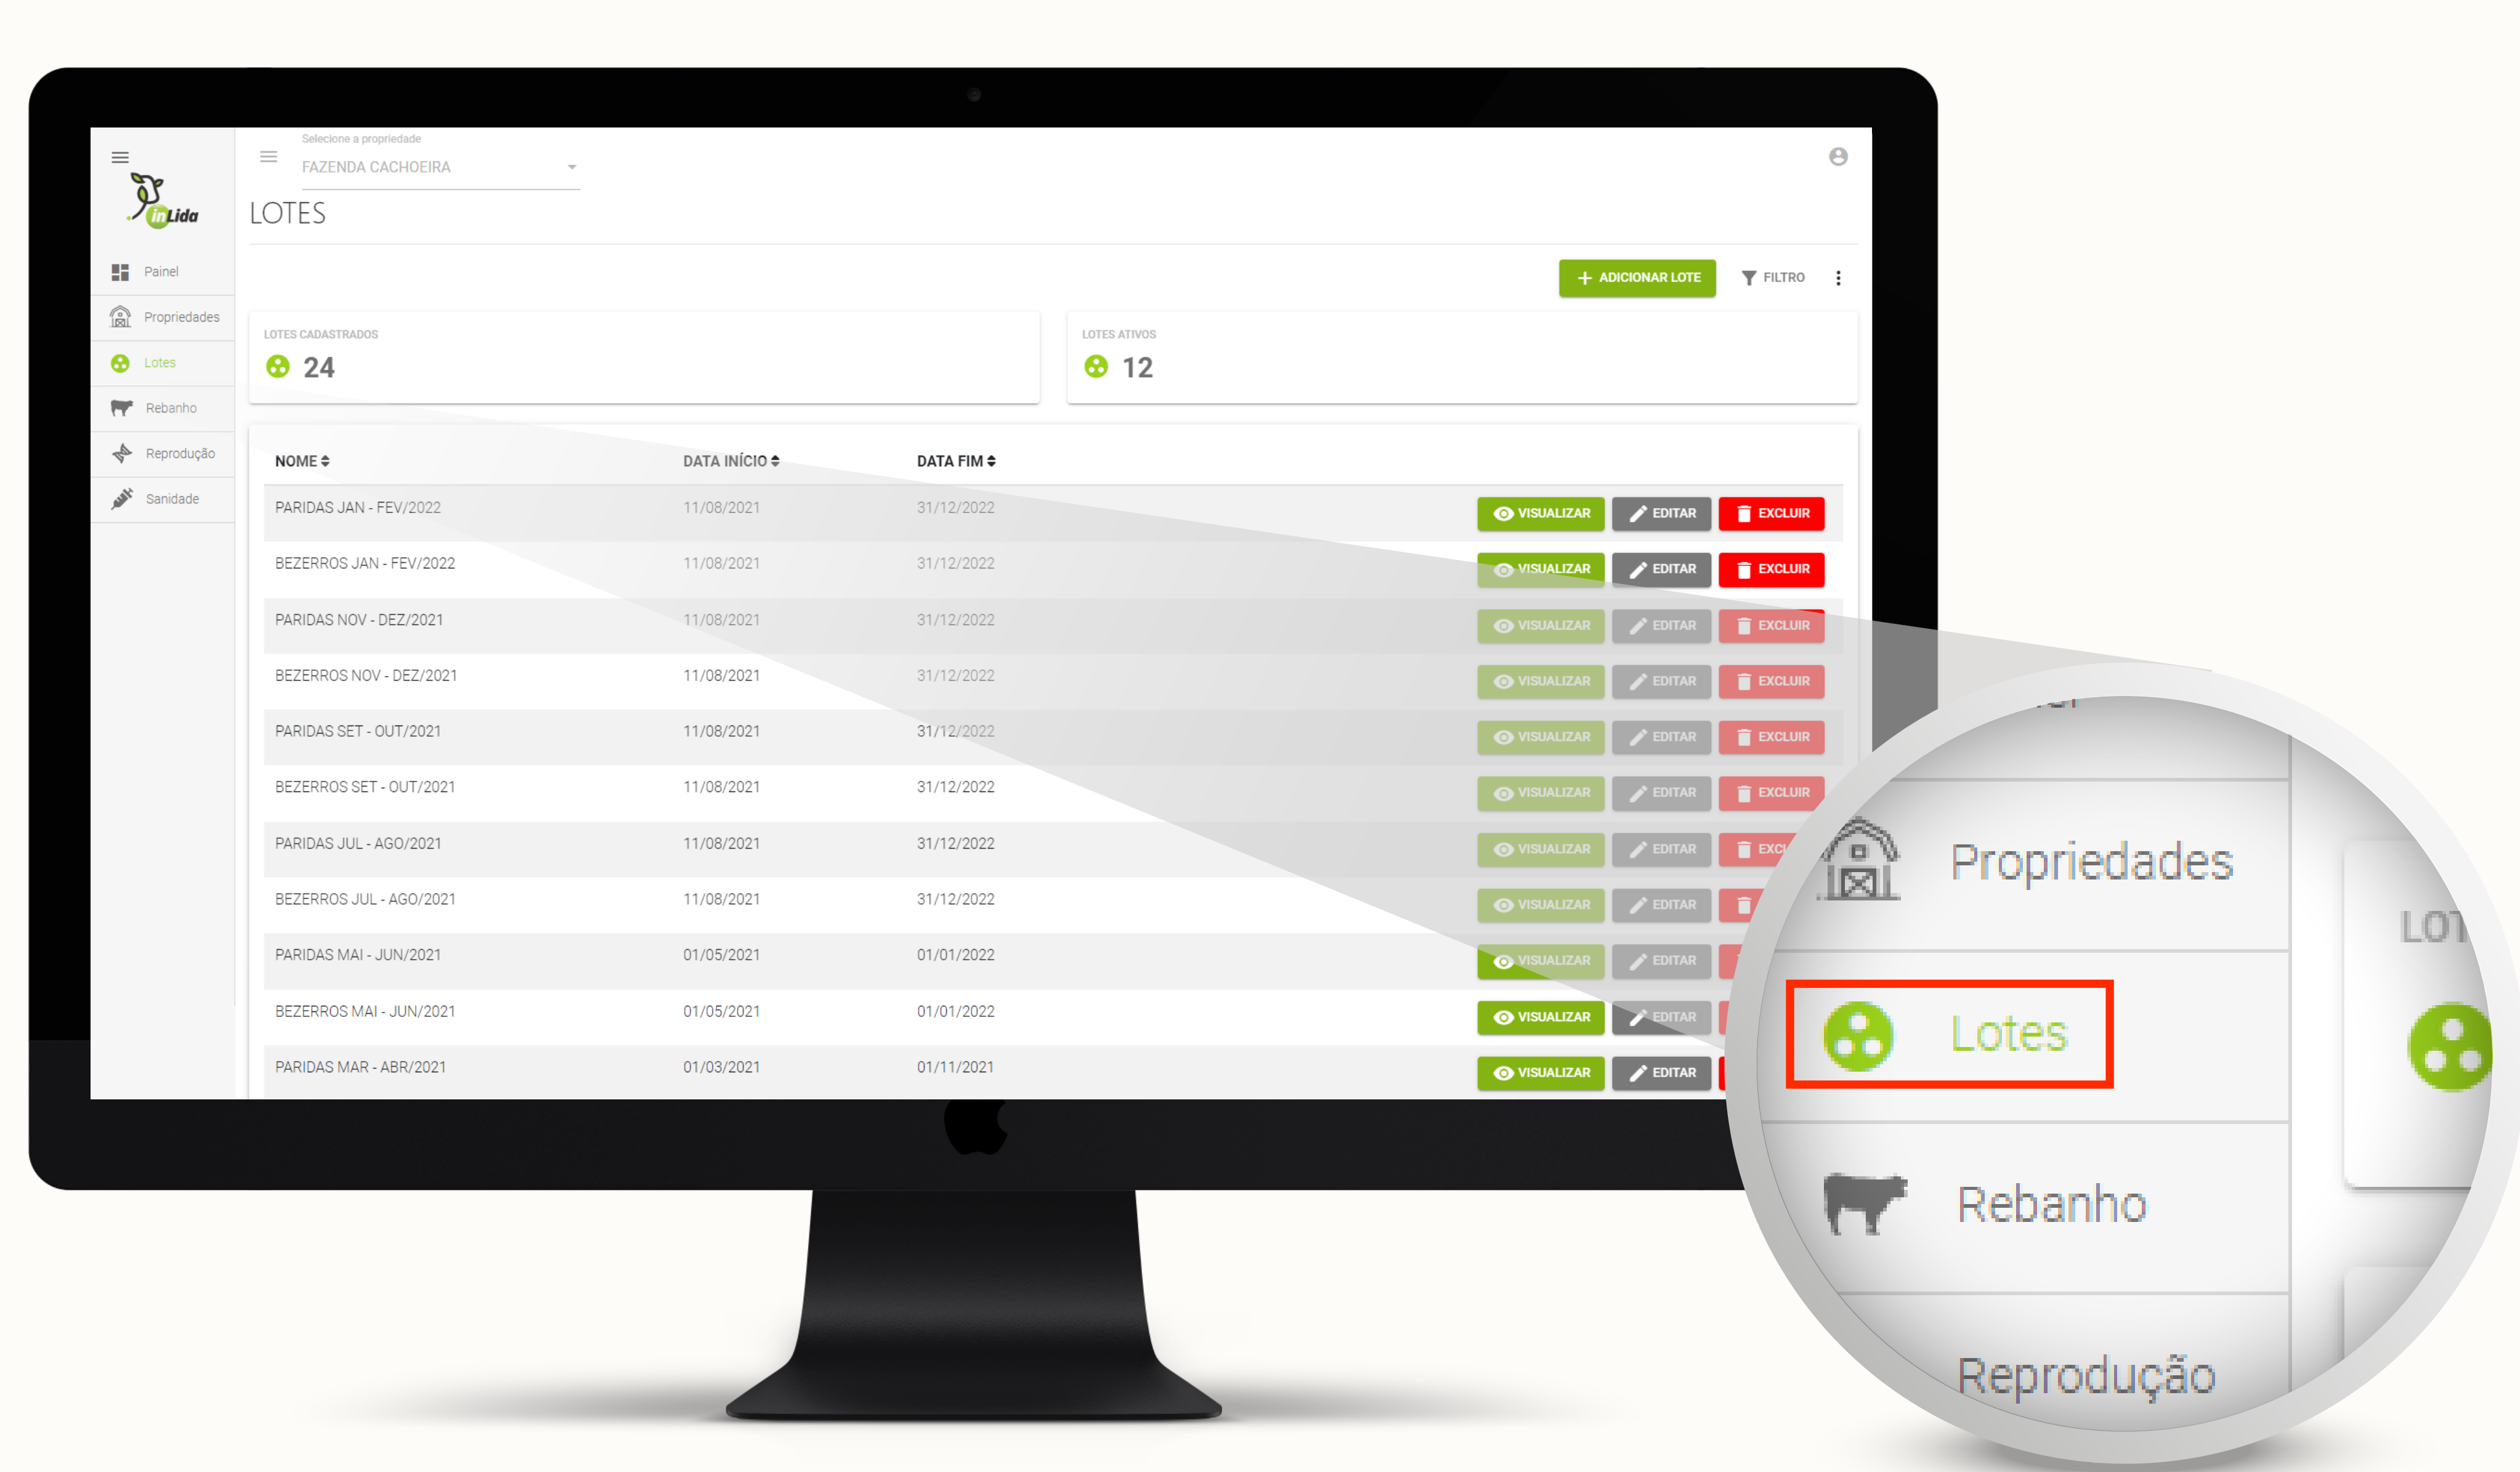 Selecione a propriedade
FAZENDA CACHOEIRA
inLida
LOTES
Painel
Propriedades
Lotes
Rebanho
Reprodução
Sanidade
ADICIONAR LOTE FILTRO
LOTES CADASTRADOS
24
LOTES ATIVOS
12
NOME DATA INÍCIO DATA FIM
PARIDAS JAN - FEV/2022 11/08/2021 31/12/2022 VISUALIZAR EDITAR EXCLUIR
BEZERROS JAN - FEV/2022 11/08/2021 31/12/2022 VISUALIZAR EDITAR EXCLUIR
PARIDAS NOV - DEZ/2021 11/08/2021 31/12/2022 VISUALIZAR EDITAR EXCLUIR
BEZERROS NOV - DEZ/2021 11/08/2021 31/12/2022 VISUALIZAR EDITAR EXCLUIR
PARIDAS SET - OUT/2021 11/08/2021 31/12/2022 VISUALIZAR EDITAR EXCLUIR
BEZERROS SET - OUT/2021 11/08/2021 31/12/2022 VISUALIZAR EDITAR EXCLUIR
PARIDAS JUL - AGO/2021 11/08/2021 31/12/2022 VISUALIZAR EDITAR
BEZERROS JUL - AGO/2021 11/08/2021 31/12/2022 VISUALIZAR EDITAR
PARIDAS MAI - JUN/2021 01/05/2021 01/01/2022 VISUALIZAR EDITAR
BEZERROS MAI - JUN/2021 01/05/2021 01/01/2022 VISUALIZAR EDITAR
PARIDAS MAR - ABR/2021 01/03/2021 01/11/2021 VISUALIZAR EDITAR
Propriedades
Lotes
Rebanho
Reprodução